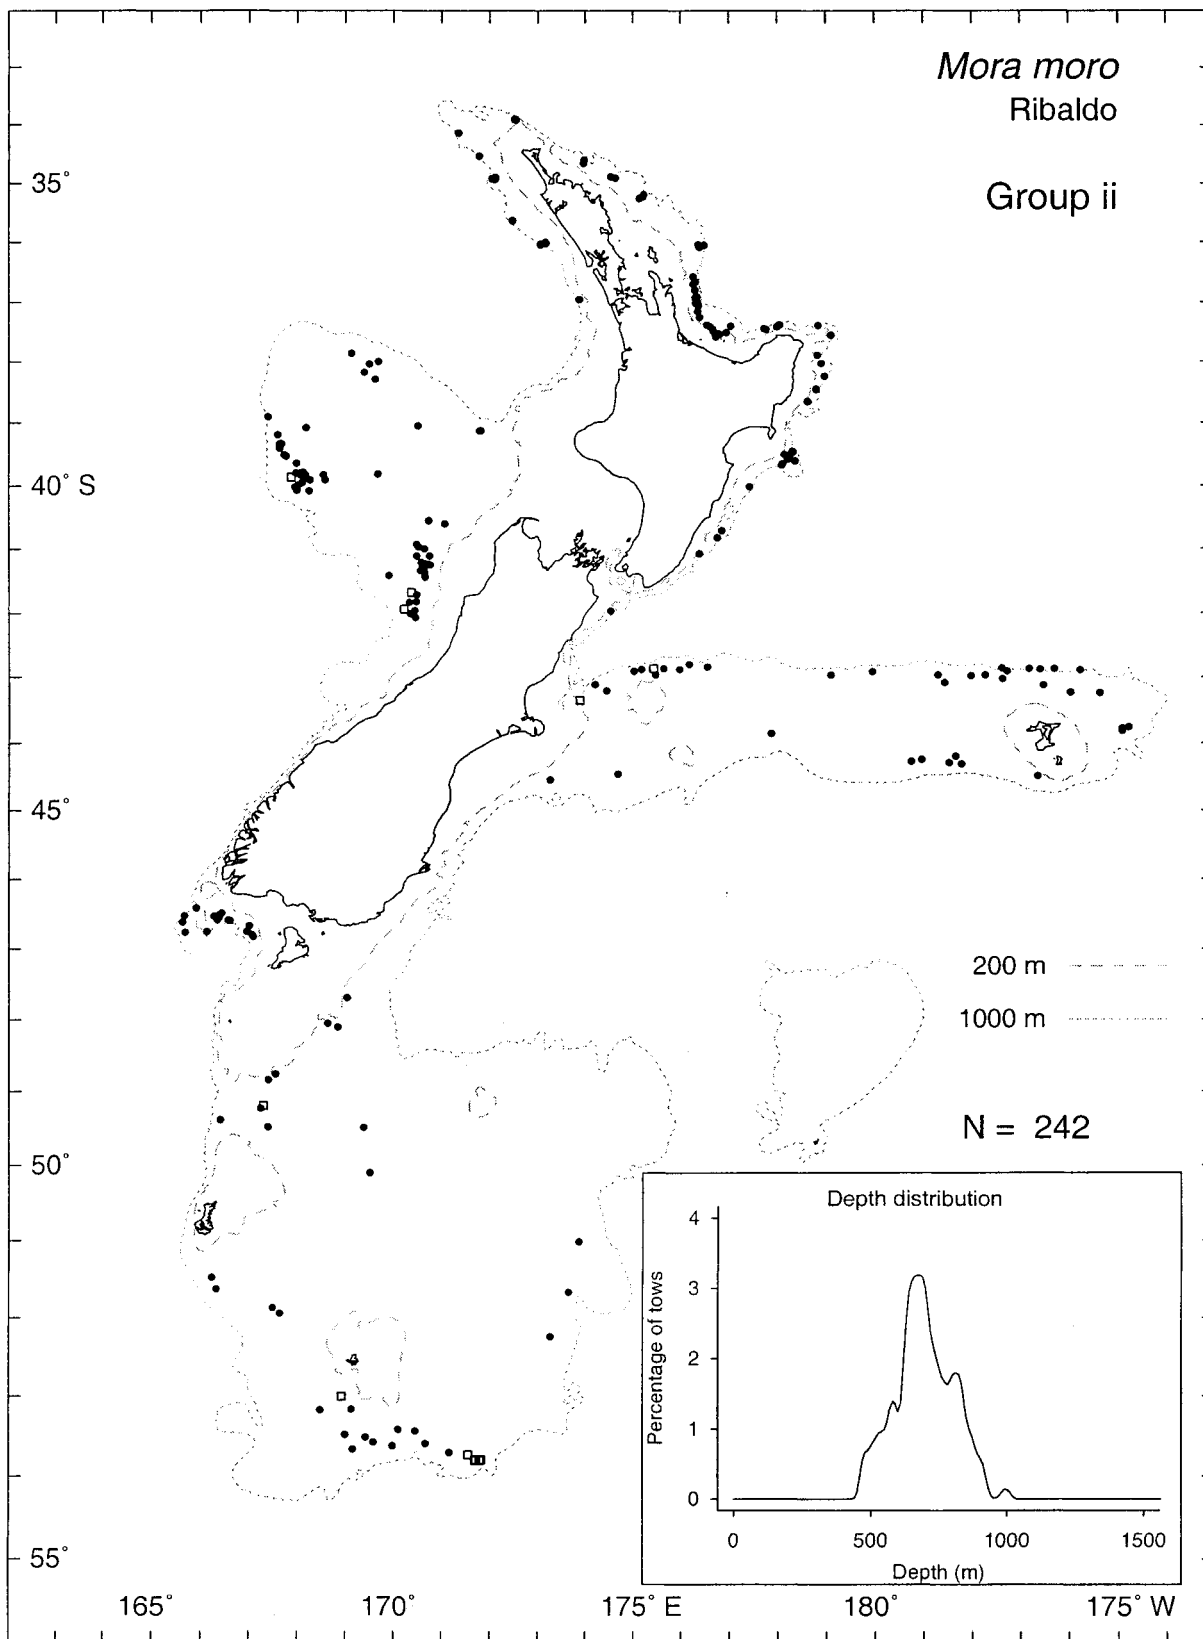 Mora moro
Ribaldo
Group ii
35°
40° S
45°
200 m
1000 m
N = 242
50°
Depth distribution
4
3
2
1
0
Percentage of tows
0 500 1000 1500
Depth (m)
55°
165° 170° 175° E 180° 175° W